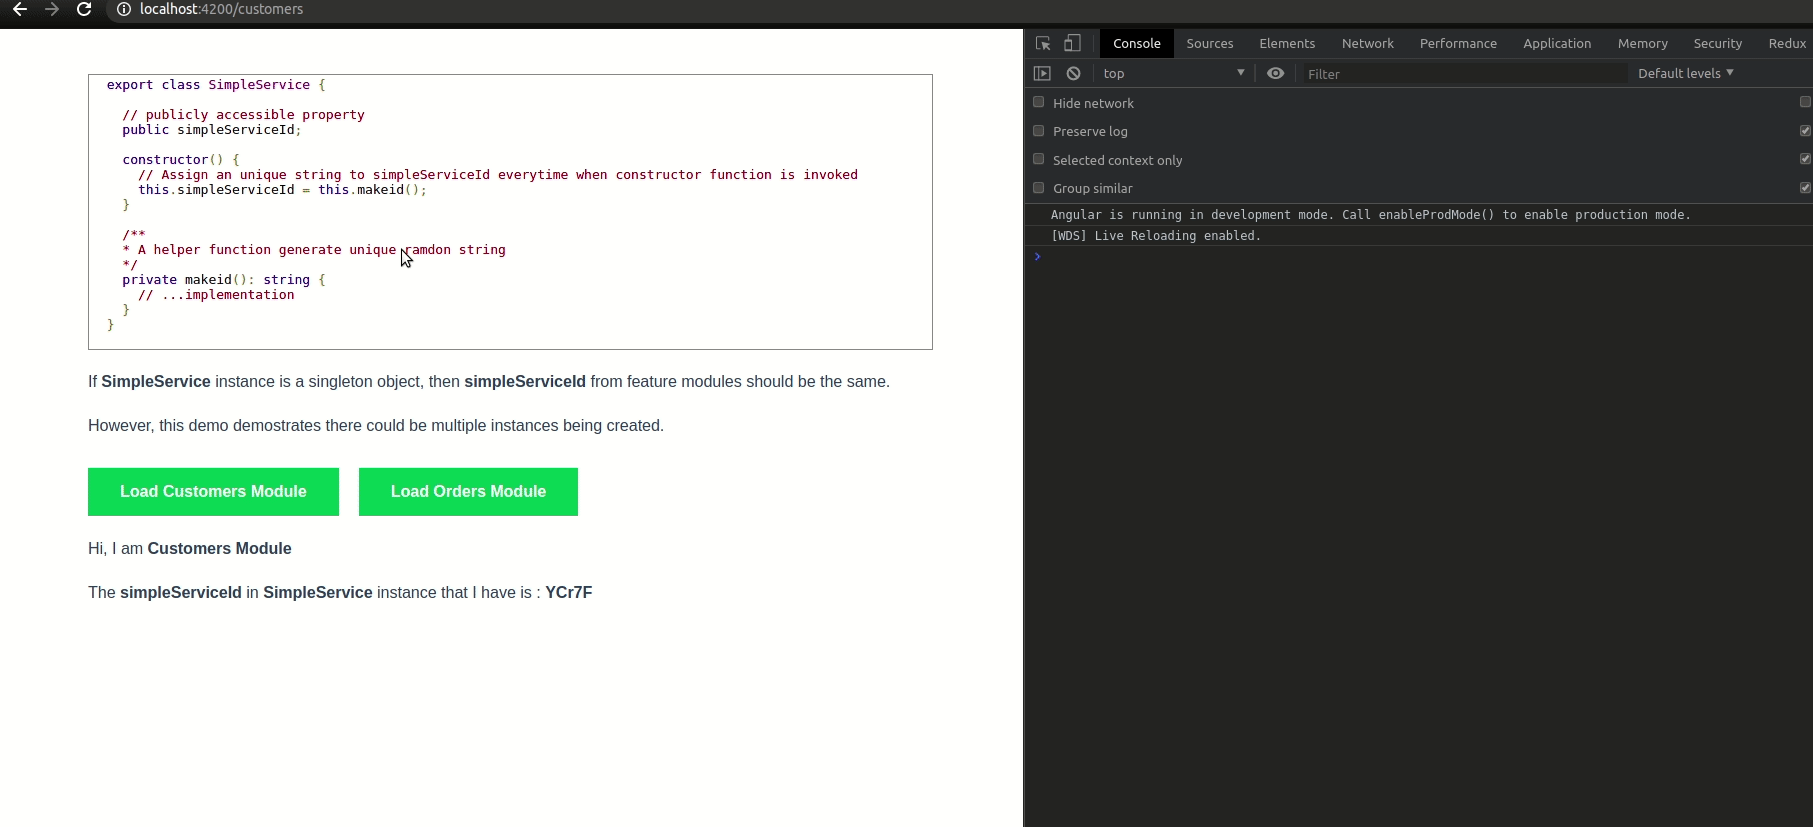 localhost:4200/customers
export class SimpleService {
// publicly accessible property
public simpleServiceId;
constructor() {
// Assign an unique string to simpleServiceId everytime when constructor function is invoked
this.simpleServiceId = this.makeid();
}
/**
* A helper function generate unique ramdon string
*/
private makeid(): string {
// ...implementation
}
}
If SimpleService instance is a singleton object, then simpleServiceId from feature modules should be the same.
However, this demo demostrates there could be multiple instances being created.
Load Customers Module Load Orders Module
Hi, I am Customers Module
The simpleServiceId in SimpleService instance that I have is : YCr7F
Console Sources Elements Network Performance Application Memory Security Redux
top Filter Default levels
Hide network
Preserve log
Selected context only
Group similar
Angular is running in development mode. Call enableProdMode() to enable production mode.
[WDS] Live Reloading enabled.